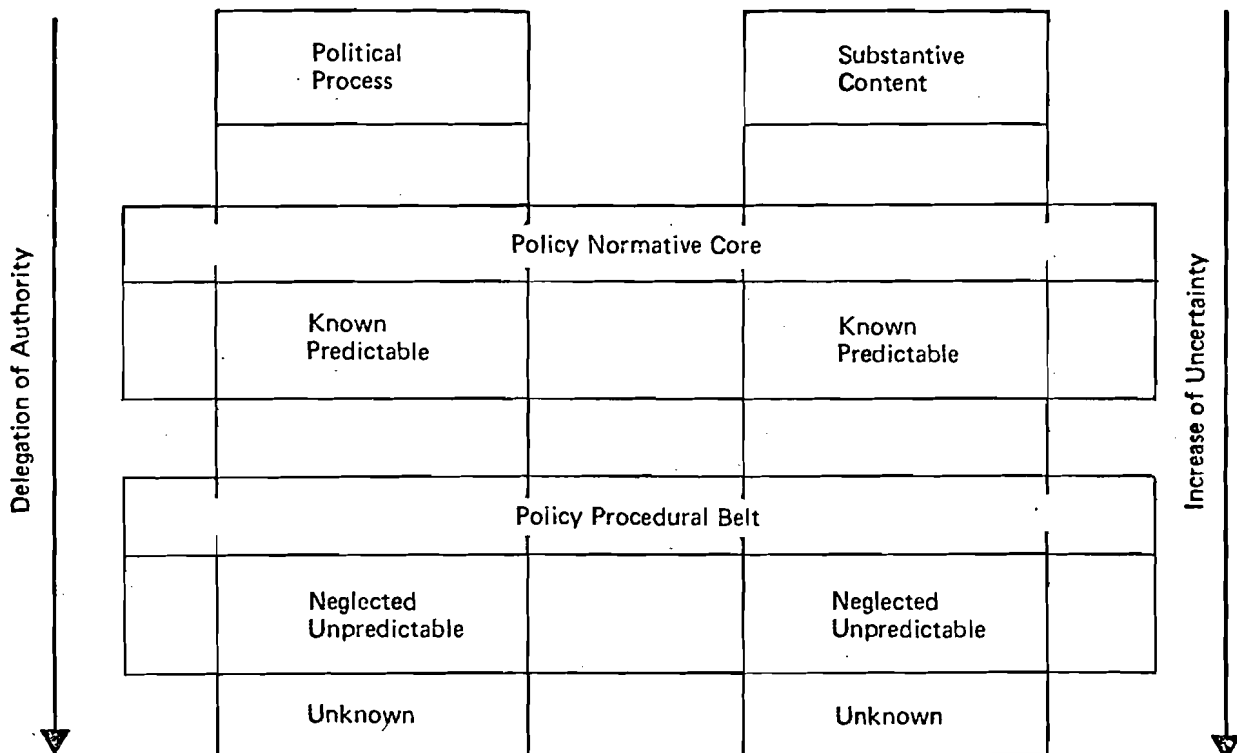 Political
Process
Substantive
Content
Policy Normative Core
Known
Predictable
Known
Predictable
Delegation of Authority
Increase of Uncertainty
Policy Procedural Belt
Neglected
Unpredictable
Neglected
Unpredictable
Unknown
Unknown